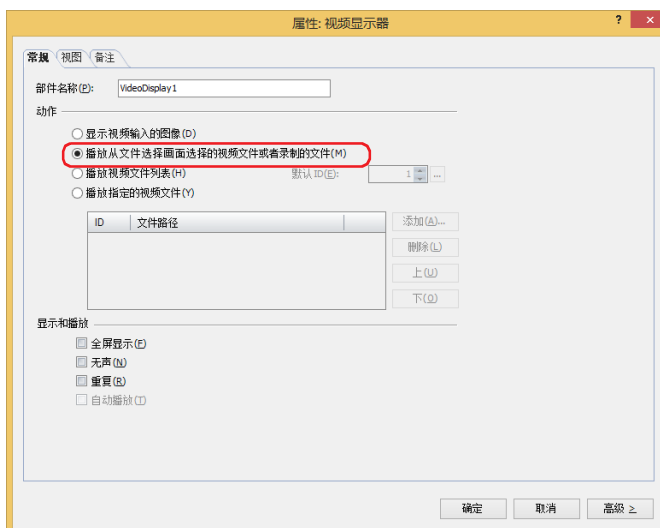 属性: 视频显示器
? ×
常规 视图 备注
部件名称(P): VideoDisplay1
动作
显示视频输入的图像(D)
播放从文件选择画面选择的视频文件或者录制的文件(M)
播放视频文件列表(H) 默认 ID(E): 1 ...
播放指定的视频文件(Y)
ID 文件路径
添加(A)...
删除(L)
上(U)
下(O)
显示和播放
全屏显示(F)
无声(N)
重复(R)
自动播放(T)
确定 取消 高级 ≥